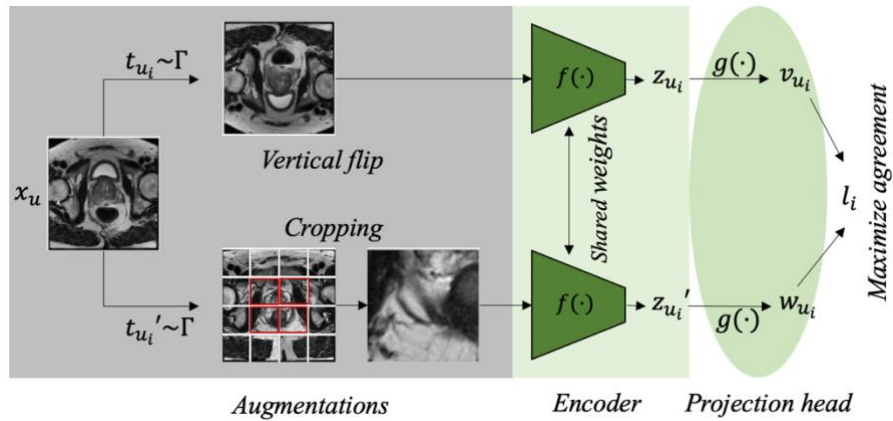 t_{u_i}~Γ
Vertical flip
x_u
Cropping
t_{u_i}'~Γ
f(·)
z_{u_i}
g(·)
v_{u_i}
Shared weights
f(·)
z_{u_i}'
g(·)
w_{u_i}
l_i
Maximize agreement
Augmentations
Encoder
Projection head